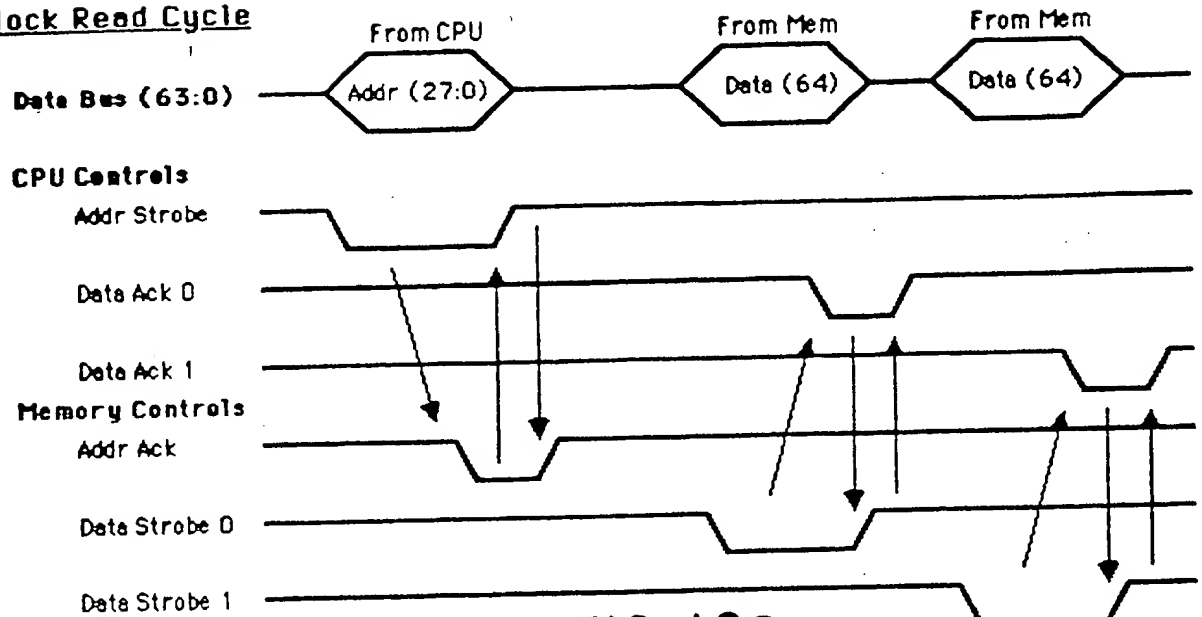 lock Read Cycle
From CPU
From Mem
From Mem
Data Bus (63:0)
Addr (27:0)
Data (64)
Data (64)
CPU Controls
Addr Strobe
Data Ack 0
Data Ack 1
Memory Controls
Addr Ack
Data Strobe 0
Data Strobe 1